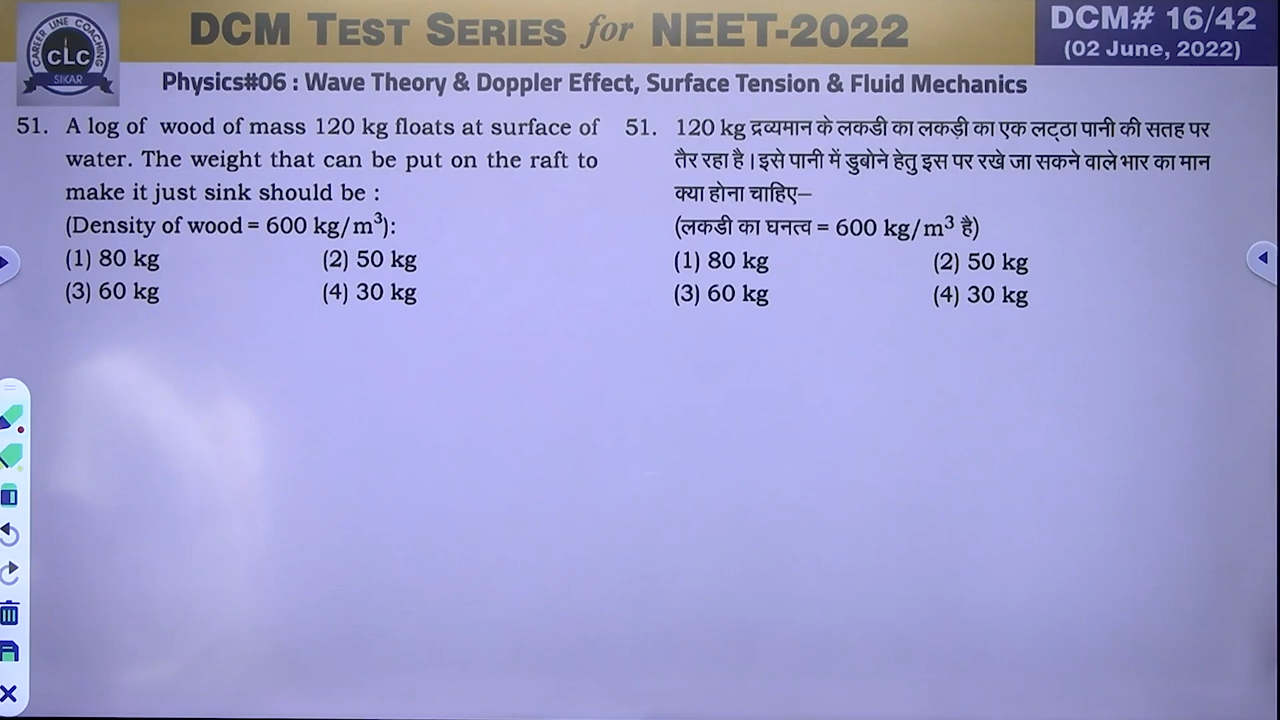 CAREER LINE COACHING
CLC
SIKAR
DCM TEST SERIES for NEET-2022
DCM# 16/42
(02 June, 2022)
Physics#06 : Wave Theory & Doppler Effect, Surface Tension & Fluid Mechanics
51. A log of wood of mass 120 kg floats at surface of
water. The weight that can be put on the raft to
make it just sink should be :
(Density of wood = 600 kg/m³):
(1) 80 kg (2) 50 kg
(3) 60 kg (4) 30 kg
51. 120 kg द्रव्यमान के लकडी का लकड़ी का एक लट्ठा पानी की सतह पर
तैर रहा है। इसे पानी में डुबोने हेतु इस पर रखे जा सकने वाले भार का मान
क्या होना चाहिए–
(लकडी का घनत्व = 600 kg/m³ है)
(1) 80 kg (2) 50 kg
(3) 60 kg (4) 30 kg